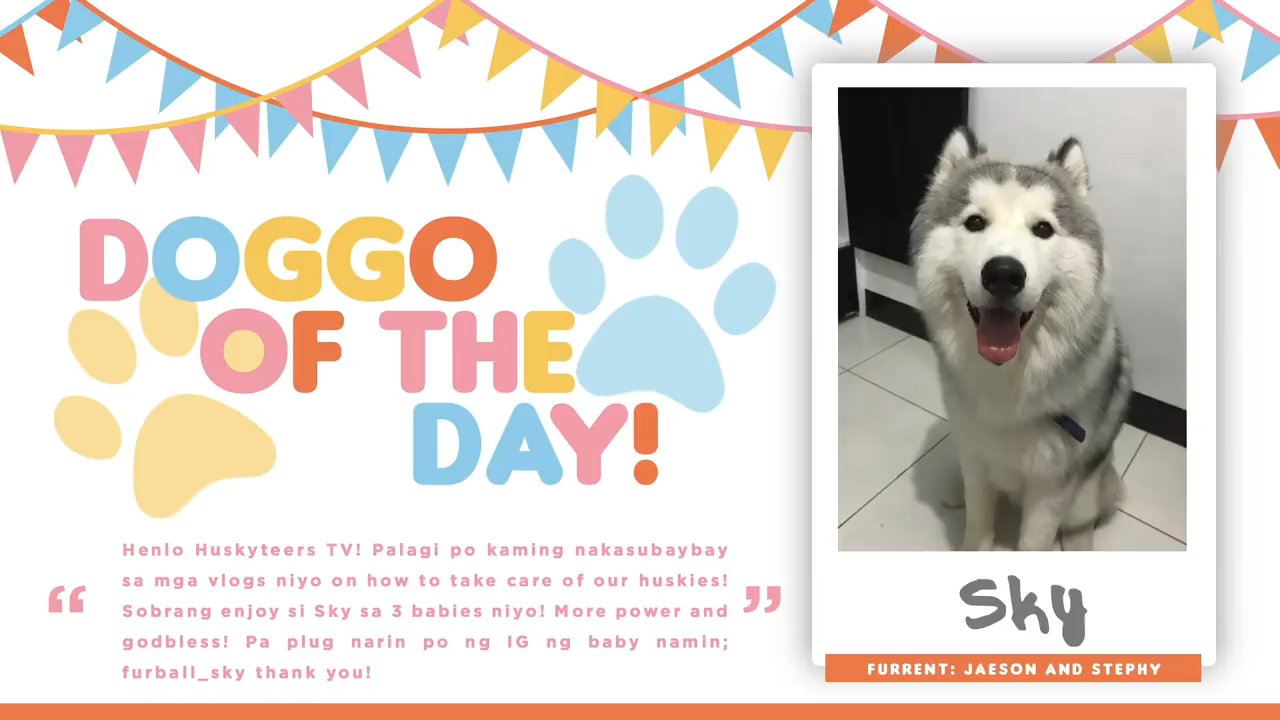 DOGGO
OF THE
DAY!
“
Henlo Huskyteers TV! Palagi po kaming nakasubaybay
sa mga vlogs niyo on how to take care of our huskies!
Sobrang enjoy si Sky sa 3 babies niyo! More power and
godbless! Pa plug narin po ng IG ng baby namin;
furball_sky thank you!
”
Sky
FURRENT: JAESON AND STEPHY